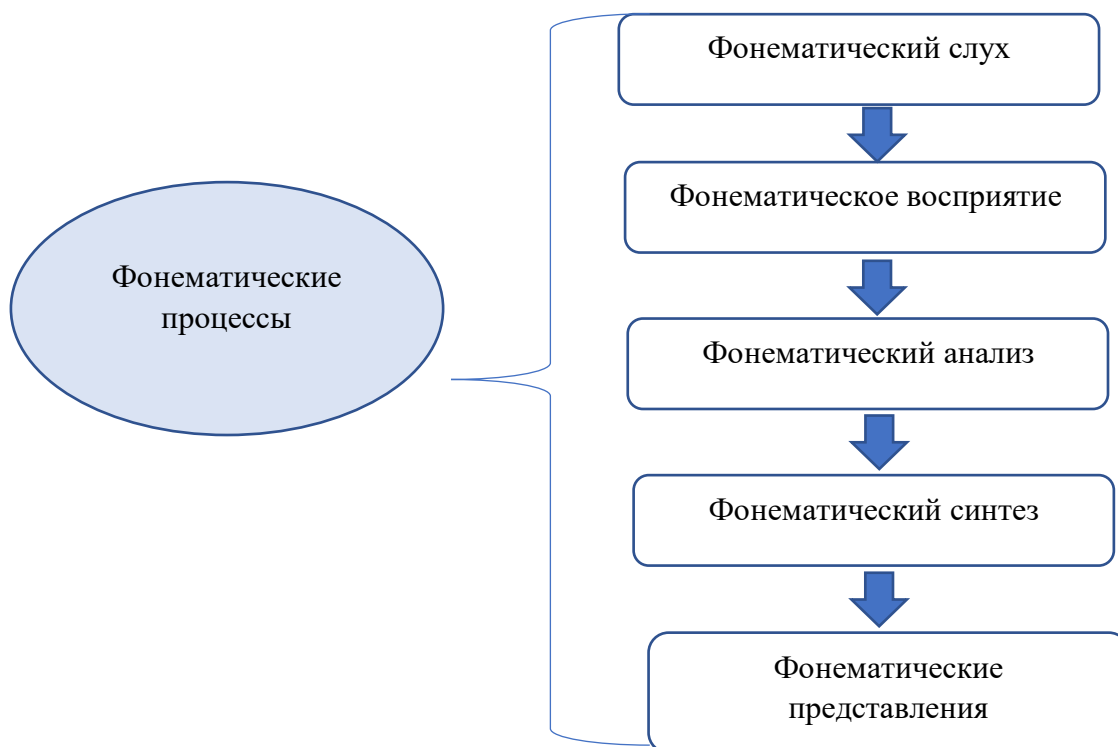 Фонематические
процессы
Фонематический слух
Фонематическое восприятие
Фонематический анализ
Фонематический синтез
Фонематические
представления